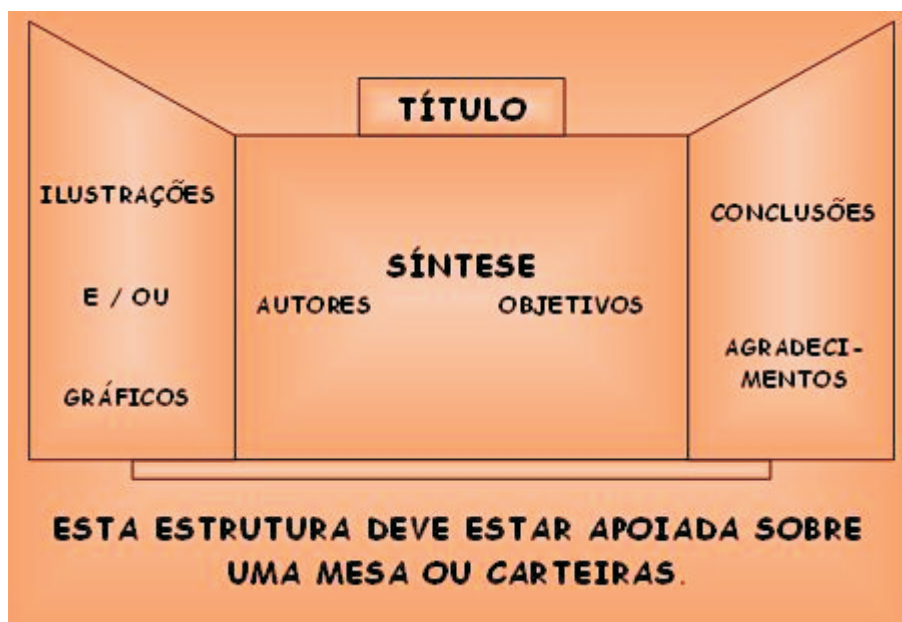 TÍTULO
ILUSTRAÇÕES
E / OU
GRÁFICOS
SÍNTESE
AUTORES OBJETIVOS
CONCLUSÕES
AGRADECI-
MENTOS
ESTA ESTRUTURA DEVE ESTAR APOIADA SOBRE
UMA MESA OU CARTEIRAS.